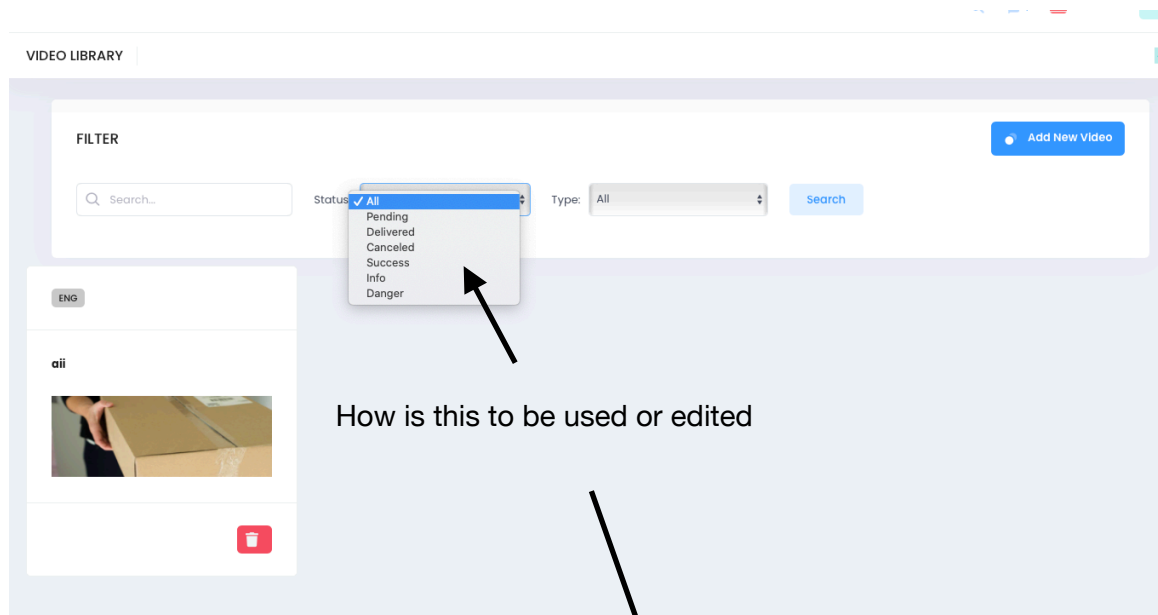 VIDEO LIBRARY
FILTER
Add New Video
Search...
Status
✓ All
Type:
All
Search
Pending
Delivered
Canceled
Success
Info
Danger
ENG
aii
How is this to be used or edited